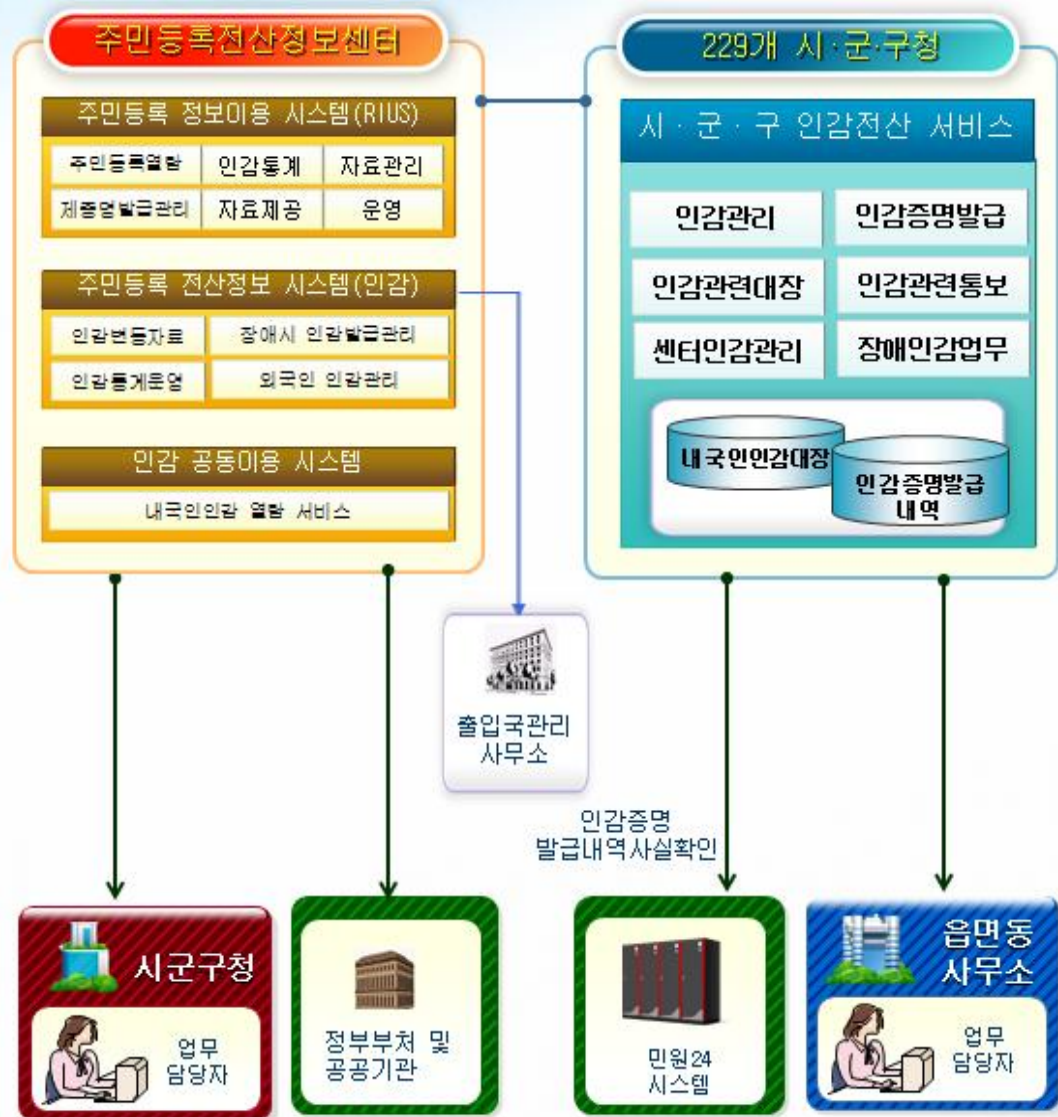 주민등록전산정보센터
주민등록 정보이용 시스템(RIUS)
주민등록열람 인감통계 자료관리
제증명발급관리 자료제공 운영
주민등록 전산정보 시스템(인감)
인감변동자료 장애시 인감발급관리
인감통계운영 외국인 인감관리
인감 공동이용 시스템
내국인인감 열람 서비스
229개 시·군·구청
시·군·구 인감전산 서비스
인감관리 인감증명발급
인감관련대장 인감관련통보
센터인감관리 장애인감업무
내국인인감대장
인감증명발급
내역
출입국관리
사무소
인감증명
발급내역사실확인
시군구청
업무
담당자
정부부처 및
공공기관
민원24
시스템
읍면동
사무소
업무
담당자